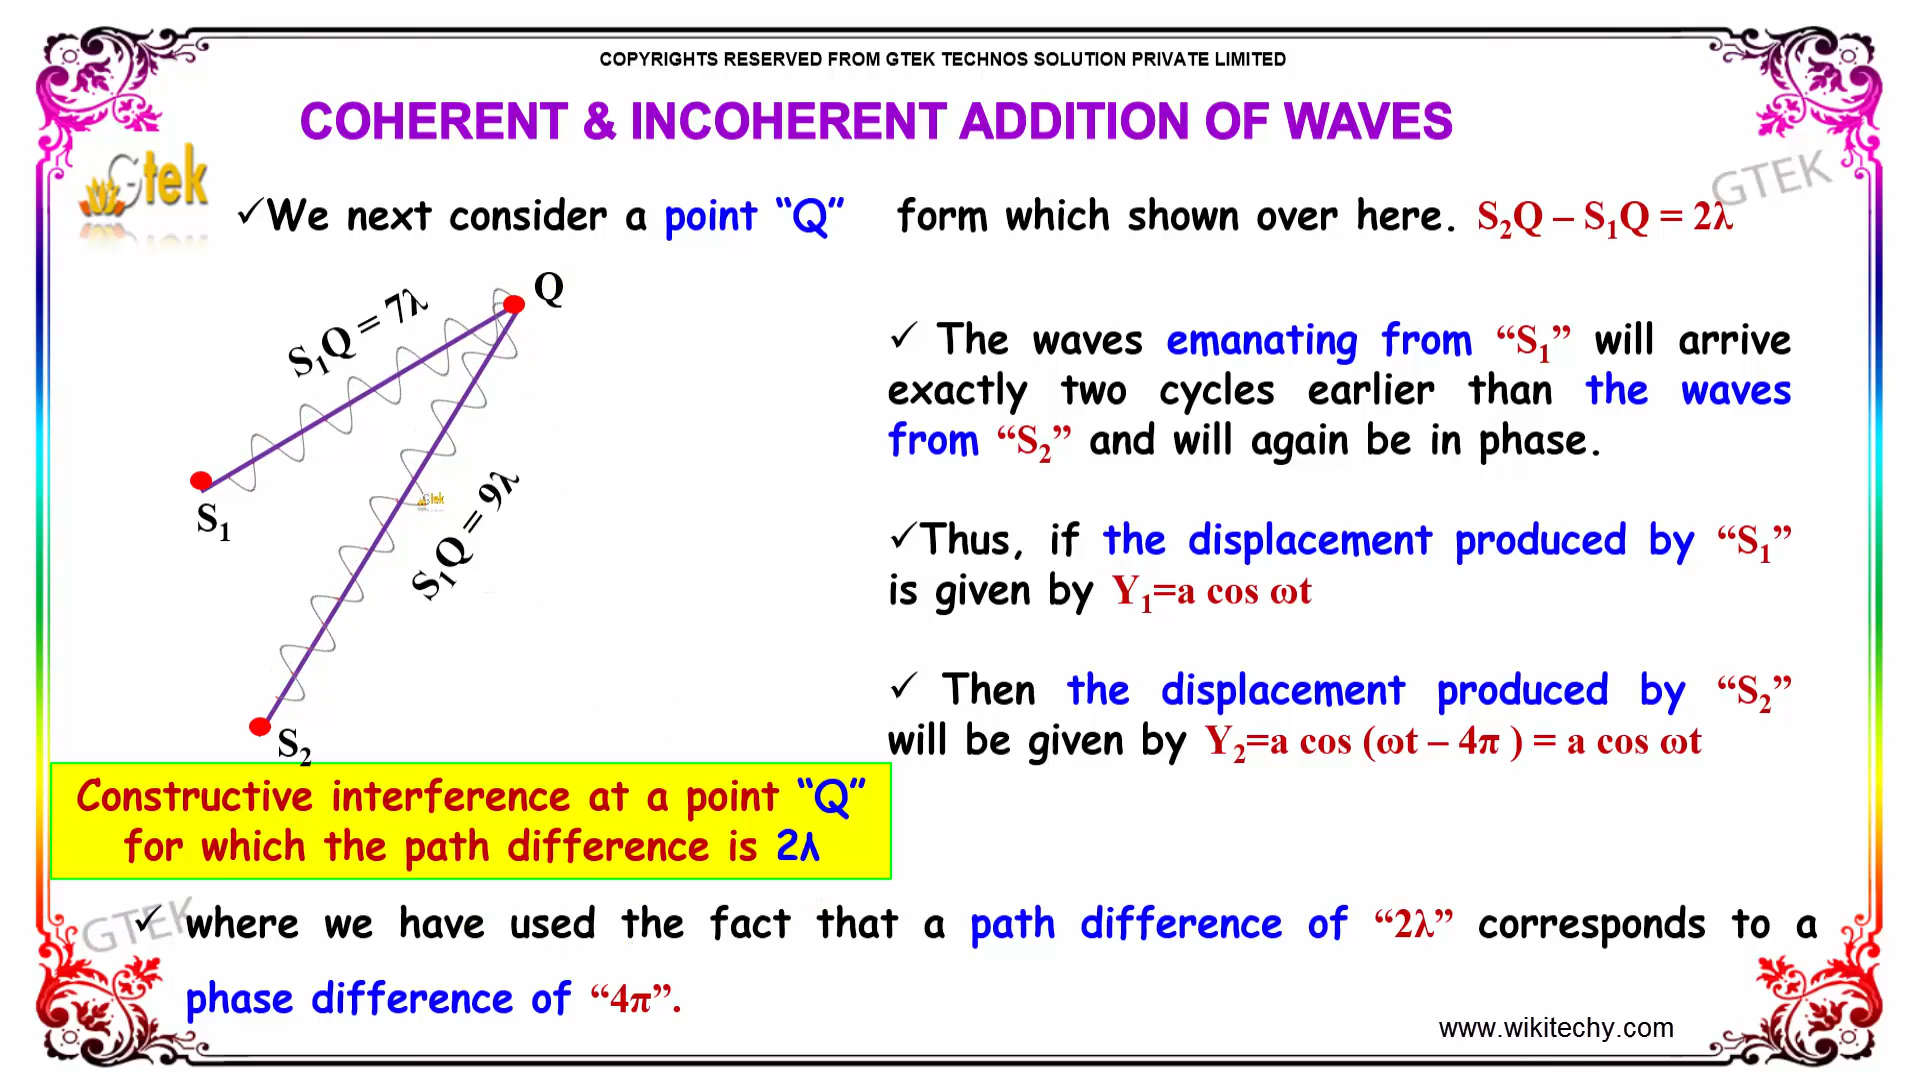 COPYRIGHTS RESERVED FROM GTEK TECHNOS SOLUTION PRIVATE LIMITED
COHERENT & INCOHERENT ADDITION OF WAVES
Gtek
GTEK
✓We next consider a point “Q” form which shown over here. S₂Q – S₁Q = 2λ
S₁Q = 7λ
Q
S₁
S₁Q = 9λ
Gtek
S₂
✓ The waves emanating from “S₁” will arrive
exactly two cycles earlier than the waves
from “S₂” and will again be in phase.
✓Thus, if the displacement produced by “S₁”
is given by Y₁=a cos ωt
✓ Then the displacement produced by “S₂”
will be given by Y₂=a cos (ωt – 4π ) = a cos ωt
Constructive interference at a point “Q”
for which the path difference is 2λ
GTEK
✓ where we have used the fact that a path difference of “2λ” corresponds to a
phase difference of “4π”.
www.wikitechy.com